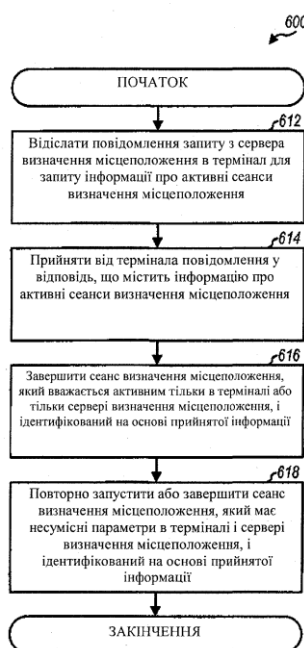 600
ПОЧАТОК
612
Відіслати повідомлення запиту з сервера
визначення місцеположення в термінал для
запиту інформації про активні сеанси
визначення місцеположення
614
Прийняти від термінала повідомлення у
відповідь, що містить інформацію про
активні сеанси визначення місцеположення
616
Завершити сеанс визначення місцеположення,
який вважається активним тільки в терміналі або
тільки сервері визначення місцеположення, і
ідентифікований на основі прийнятої інформації
618
Повторно запустити або завершити сеанс
визначення місцеположення, який має
несумісні параметри в терміналі і сервері
визначення місцеположення, і
ідентифікований на основі прийнятої
інформації
ЗАКІНЧЕННЯ